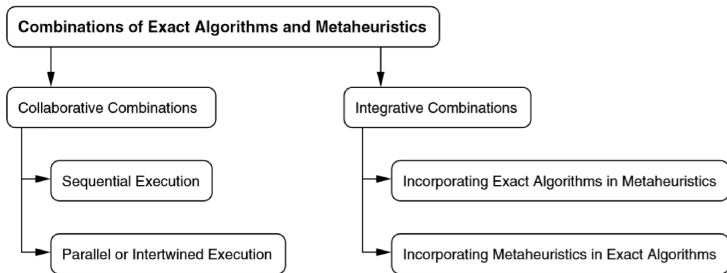 Combinations of Exact Algorithms and Metaheuristics
Collaborative Combinations
Integrative Combinations
Sequential Execution
Incorporating Exact Algorithms in Metaheuristics
Parallel or Intertwined Execution
Incorporating Metaheuristics in Exact Algorithms